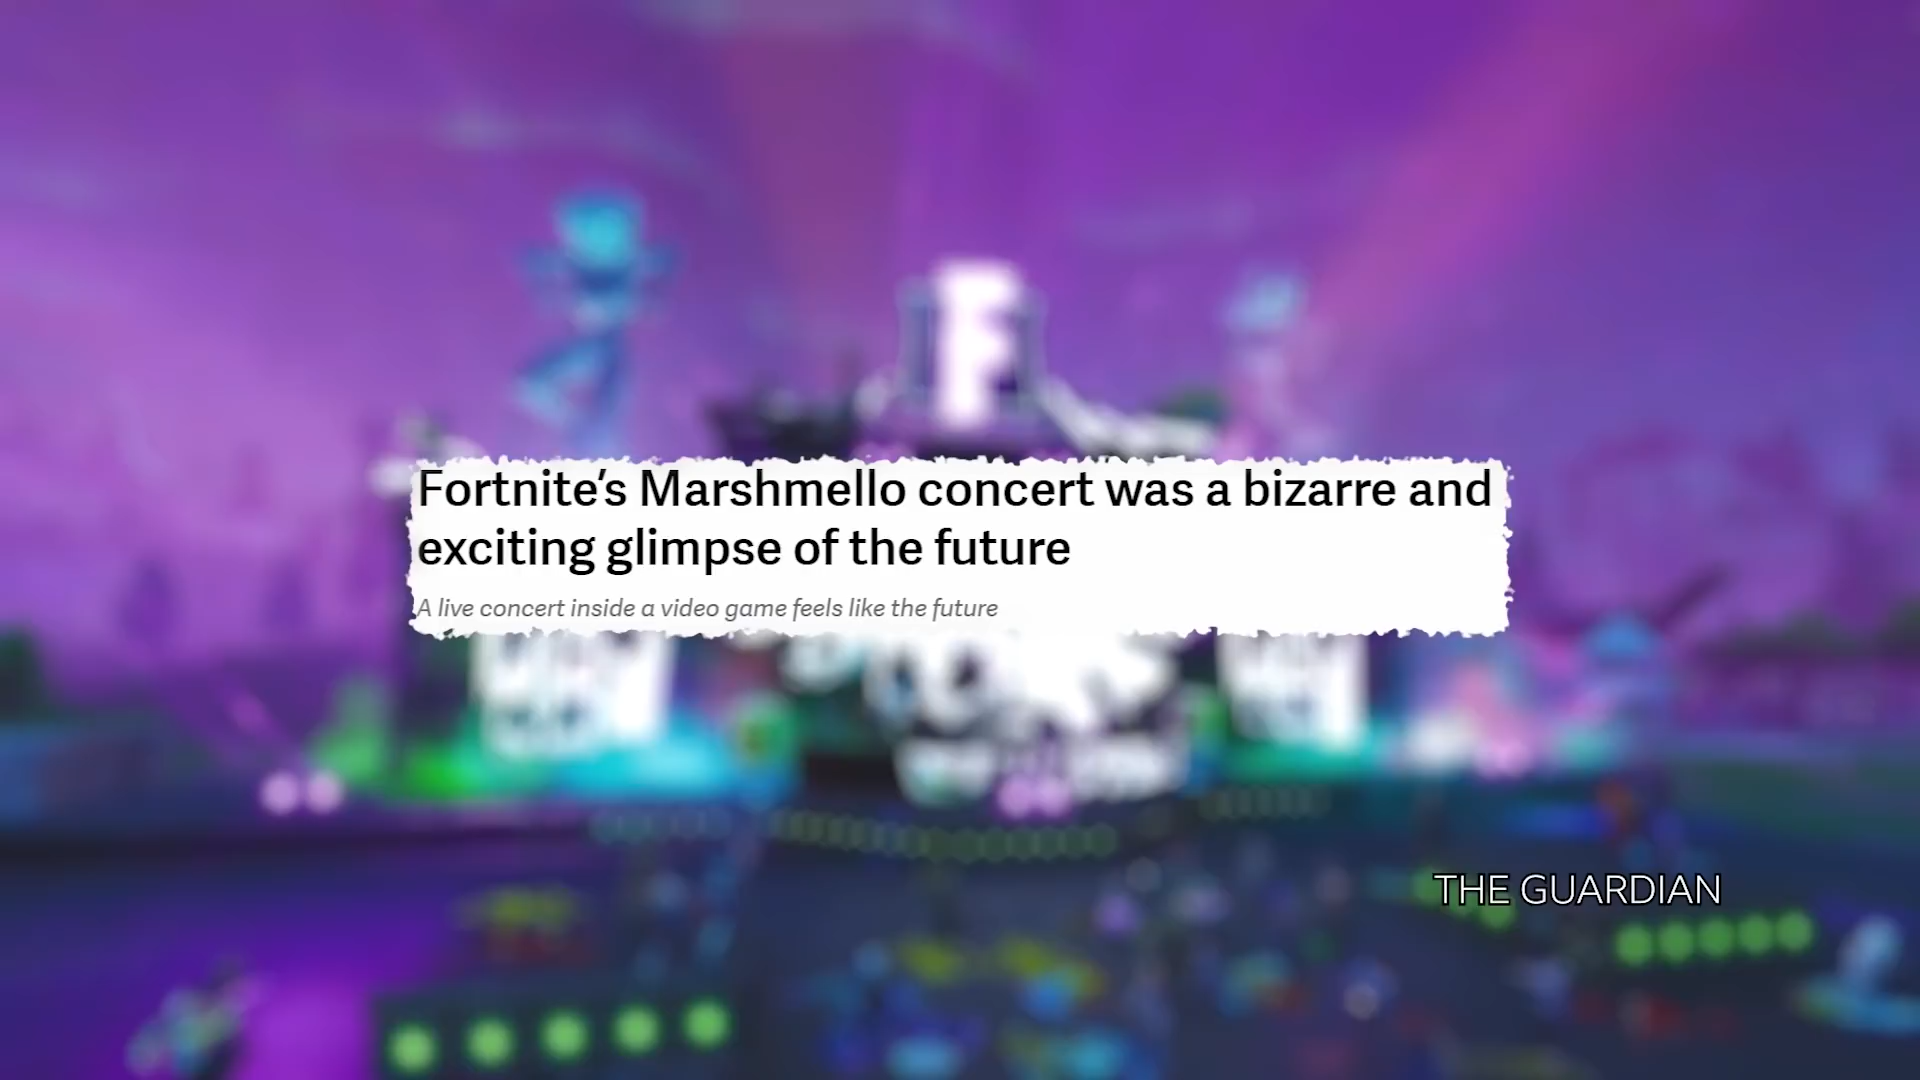 Fortnite’s Marshmello concert was a bizarre and
exciting glimpse of the future
A live concert inside a video game feels like the future
THE GUARDIAN